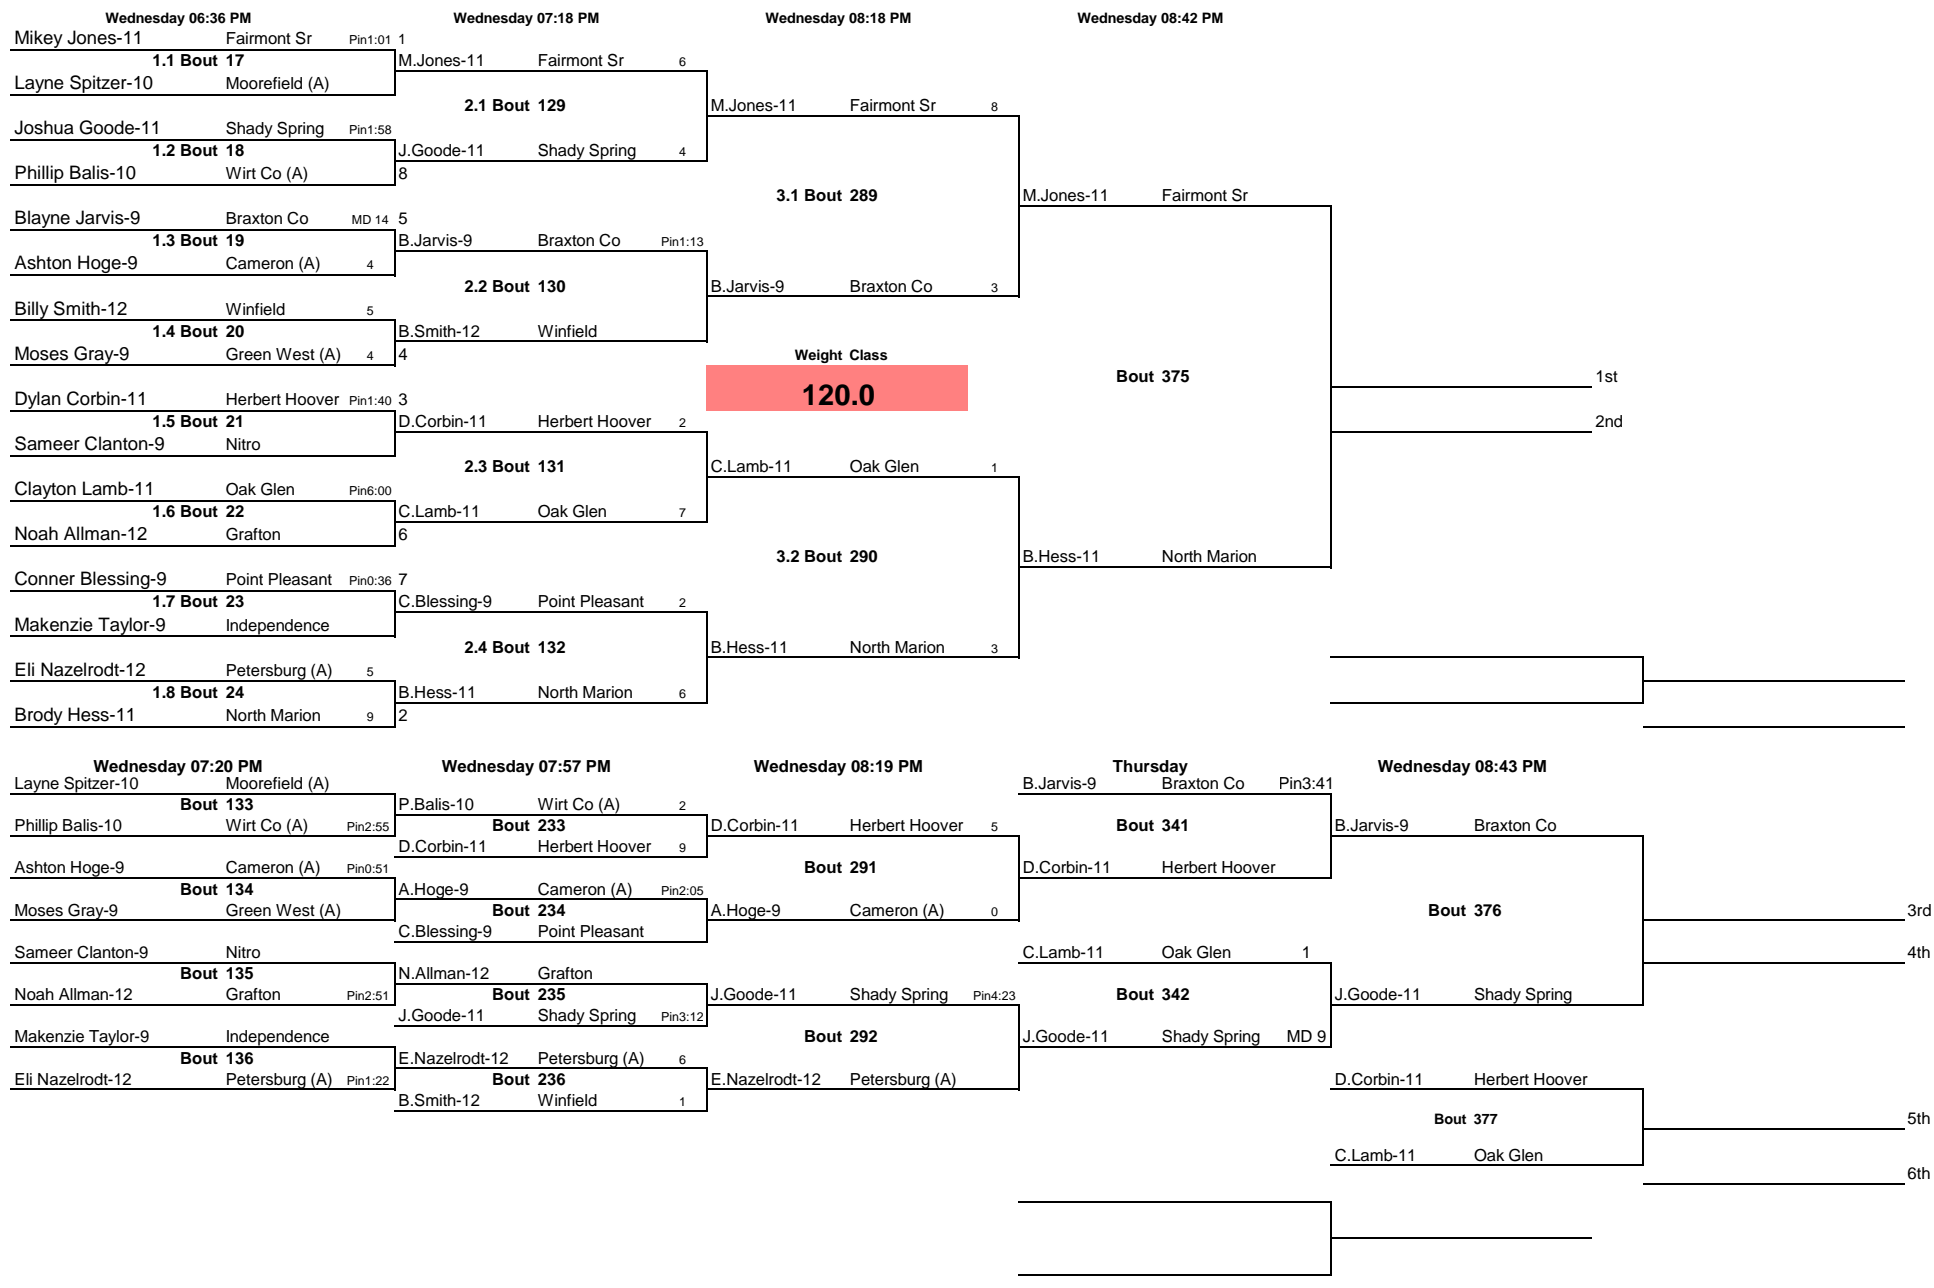 Wednesday 06:36 PM Wednesday 07:18 PM Wednesday 08:18 PM Wednesday 08:42 PM
Mikey Jones-11 Fairmont Sr Pin1:01 1
1.1 Bout 17 M.Jones-11 Fairmont Sr 6
Layne Spitzer-10 Moorefield (A)
2.1 Bout 129 M.Jones-11 Fairmont Sr 8
Joshua Goode-11 Shady Spring Pin1:58
1.2 Bout 18 J.Goode-11 Shady Spring 4
Phillip Balis-10 Wirt Co (A) 8
3.1 Bout 289 M.Jones-11 Fairmont Sr
Blayne Jarvis-9 Braxton Co MD 14 5
1.3 Bout 19 B.Jarvis-9 Braxton Co Pin1:13
Ashton Hoge-9 Cameron (A) 4
2.2 Bout 130 B.Jarvis-9 Braxton Co 3
Billy Smith-12 Winfield 5
1.4 Bout 20 B.Smith-12 Winfield
Moses Gray-9 Green West (A) 4 4 Weight Class
Bout 375 1st
120.0
Dylan Corbin-11 Herbert Hoover Pin1:40 3
1.5 Bout 21 D.Corbin-11 Herbert Hoover 2 2nd
Sameer Clanton-9 Nitro
2.3 Bout 131 C.Lamb-11 Oak Glen 1
Clayton Lamb-11 Oak Glen Pin6:00
1.6 Bout 22 C.Lamb-11 Oak Glen 7
Noah Allman-12 Grafton 6
3.2 Bout 290 B.Hess-11 North Marion
Conner Blessing-9 Point Pleasant Pin0:36 7
1.7 Bout 23 C.Blessing-9 Point Pleasant 2
Makenzie Taylor-9 Independence
2.4 Bout 132 B.Hess-11 North Marion 3
Eli Nazelrodt-12 Petersburg (A) 5
1.8 Bout 24 B.Hess-11 North Marion 6
Brody Hess-11 North Marion 9 2
Wednesday 07:20 PM Wednesday 07:57 PM Wednesday 08:19 PM Thursday Wednesday 08:43 PM
Layne Spitzer-10 Moorefield (A) B.Jarvis-9 Braxton Co Pin3:41
Bout 133 P.Balis-10 Wirt Co (A) 2
Phillip Balis-10 Wirt Co (A) Pin2:55 Bout 233 D.Corbin-11 Herbert Hoover 5 Bout 341 B.Jarvis-9 Braxton Co
D.Corbin-11 Herbert Hoover 9
Ashton Hoge-9 Cameron (A) Pin0:51 Bout 291 D.Corbin-11 Herbert Hoover
Bout 134 A.Hoge-9 Cameron (A) Pin2:05
Moses Gray-9 Green West (A) Bout 234 A.Hoge-9 Cameron (A) 0 Bout 376 3rd
C.Blessing-9 Point Pleasant
Sameer Clanton-9 Nitro C.Lamb-11 Oak Glen 1 4th
Bout 135 N.Allman-12 Grafton
Noah Allman-12 Grafton Pin2:51 Bout 235 J.Goode-11 Shady Spring Pin4:23 Bout 342 J.Goode-11 Shady Spring
J.Goode-11 Shady Spring Pin3:12
Makenzie Taylor-9 Independence Bout 292 J.Goode-11 Shady Spring MD 9
Bout 136 E.Nazelrodt-12 Petersburg (A) 6
Eli Nazelrodt-12 Petersburg (A) Pin1:22 Bout 236 E.Nazelrodt-12 Petersburg (A) D.Corbin-11 Herbert Hoover
B.Smith-12 Winfield 1
Bout 377 5th
C.Lamb-11 Oak Glen
6th